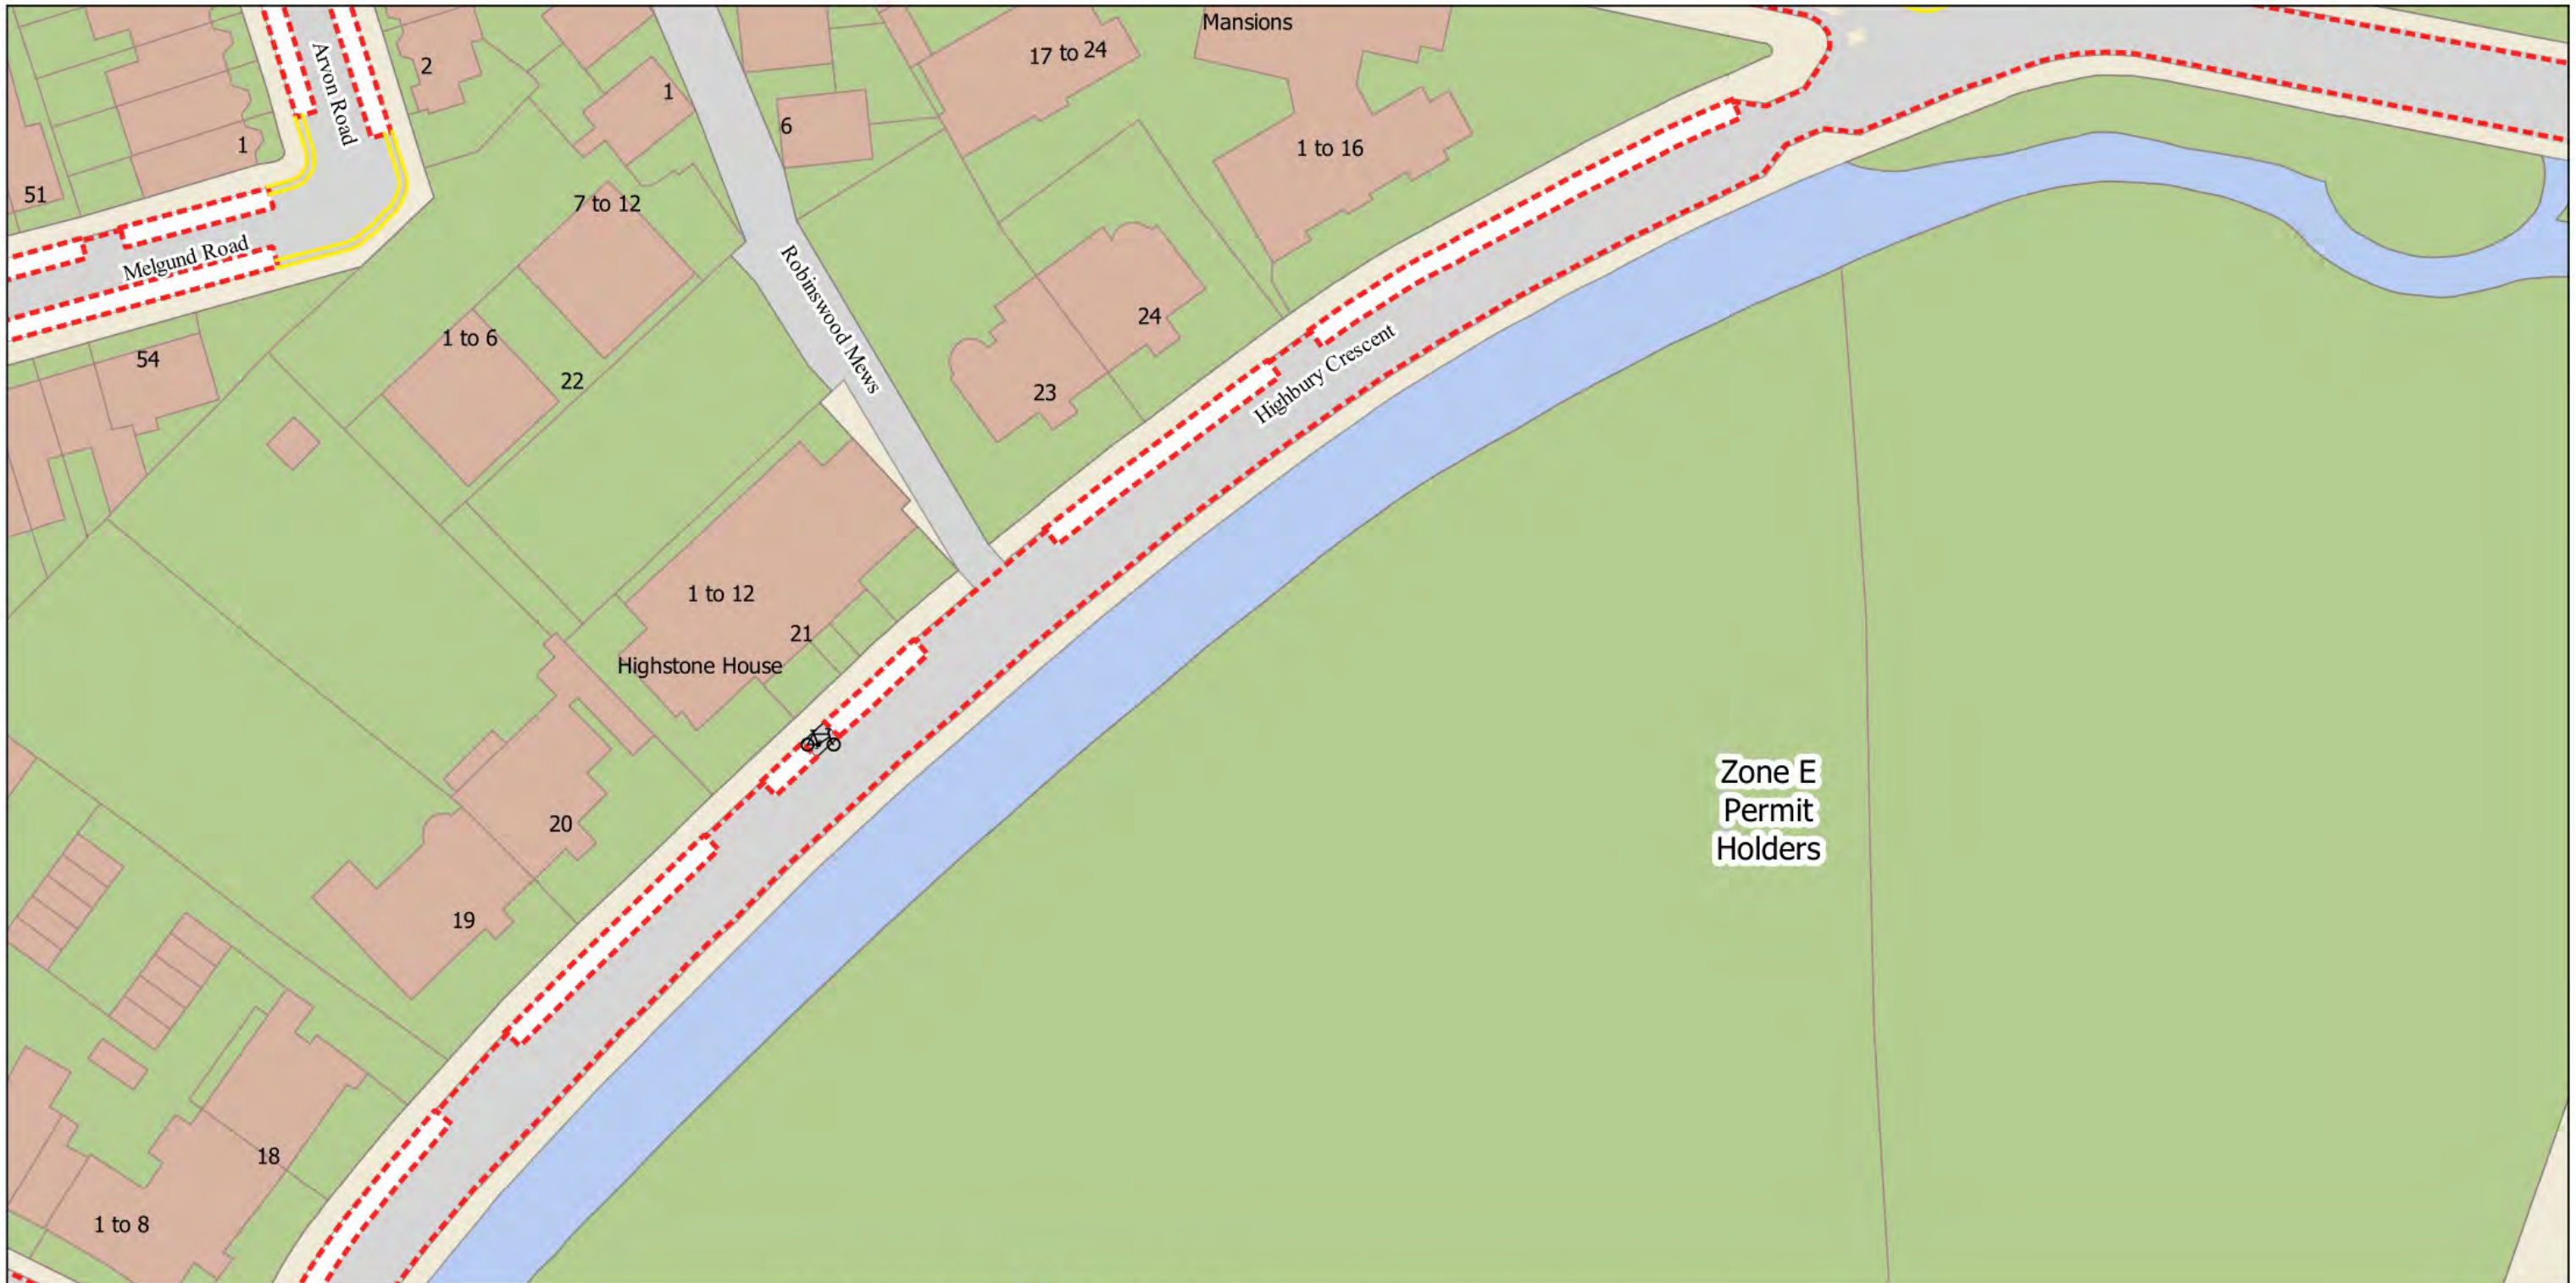 Mansions
17 to 24
Arvon Road
2
1
6
1
1 to 16
51
7 to 12
Melgund Road
Robinswood Mews
24
1 to 6
54
22
23
Highbury Crescent
1 to 12
21
Highstone House
Zone E
Permit
Holders
20
19
18
1 to 8